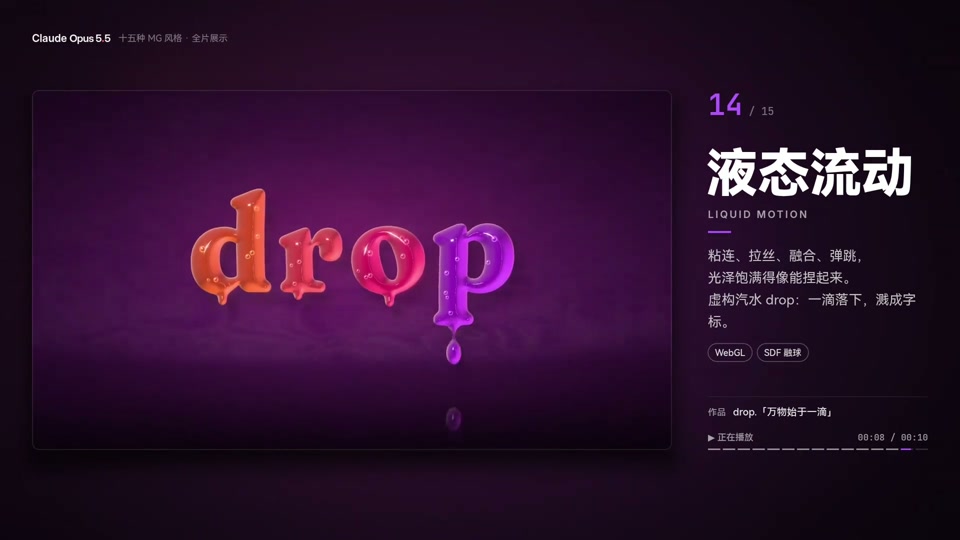 Claude Opus 5.5 十五种 MG 风格 · 全片展示
drop
14 / 15
液态流动
LIQUID MOTION
粘连、拉丝、融合、弹跳，
光泽饱满得像能捏起来。
虚构汽水 drop：一滴落下，溅成字
标。
WebGL SDF 融球
作品 drop.「万物始于一滴」
▶ 正在播放 00:08 / 00:10